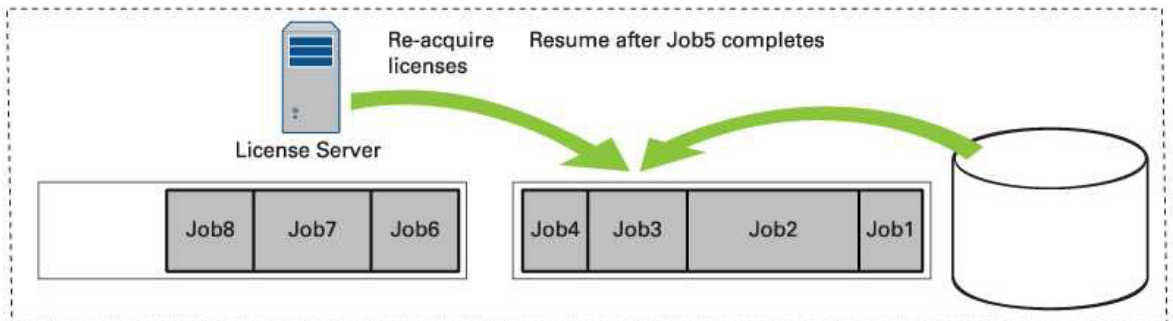 Re-acquire
licenses
Resume after Job5 completes
License Server
Job8 Job7 Job6 Job4 Job3 Job2 Job1